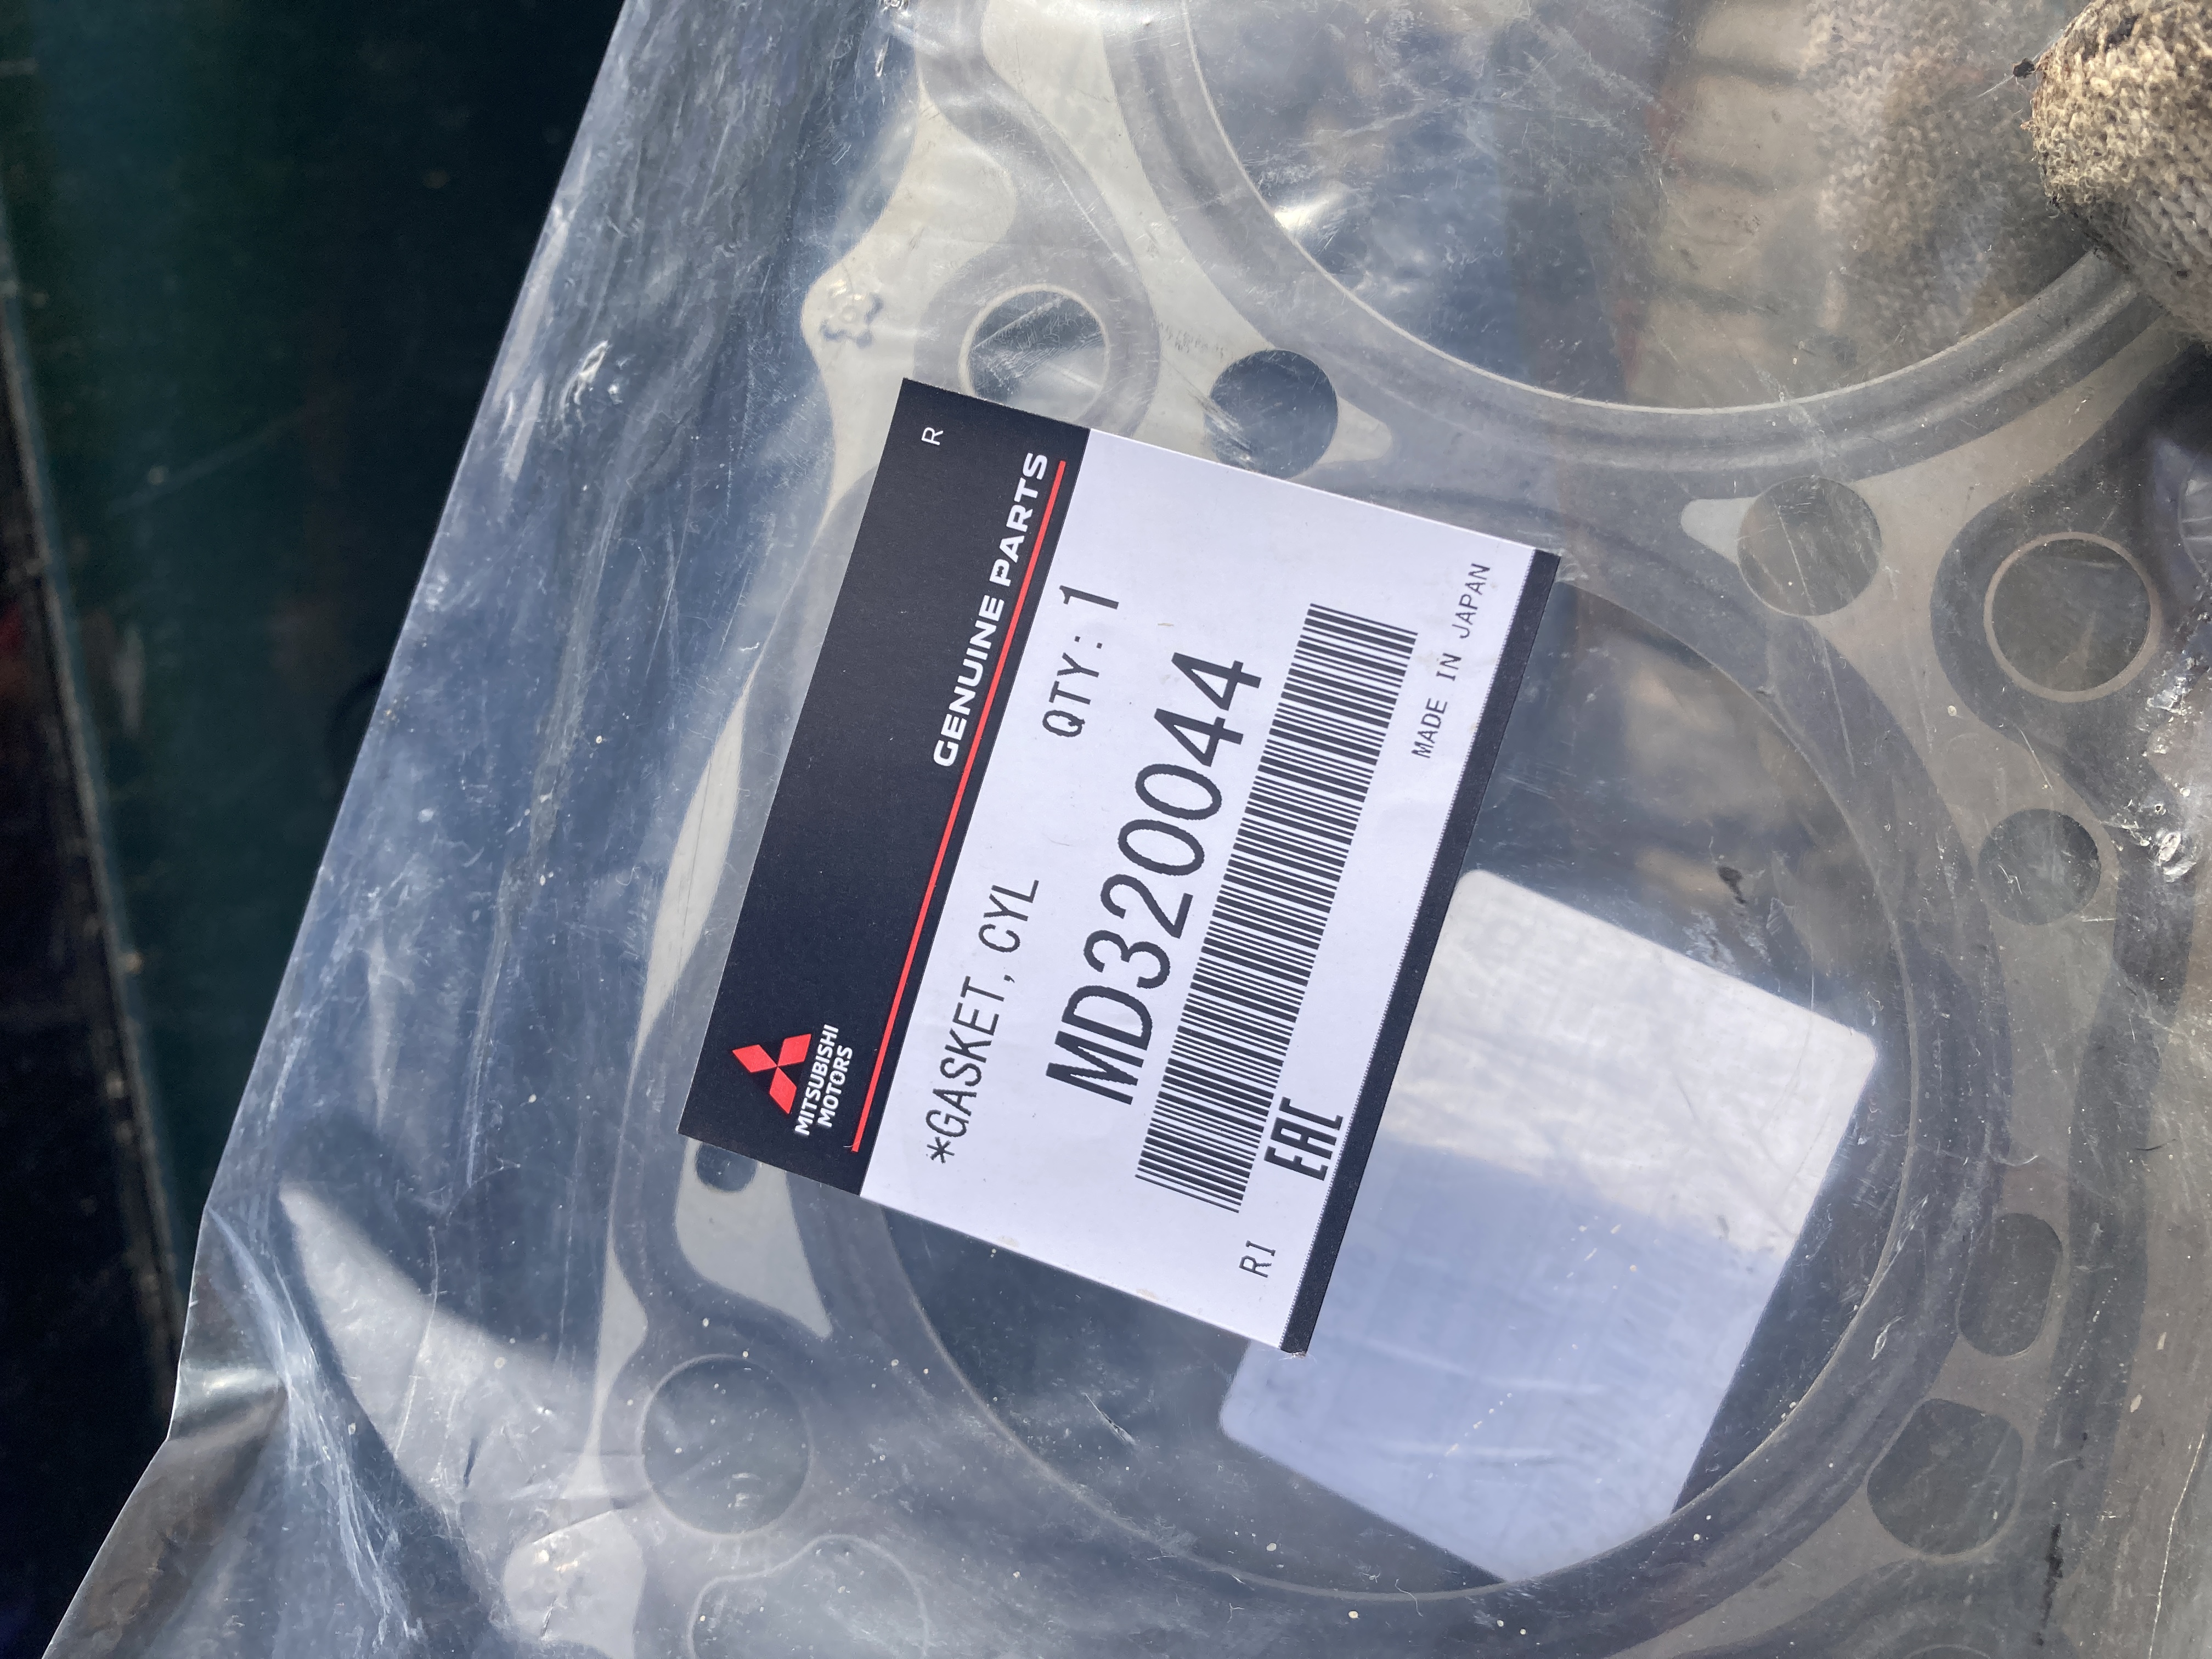 R
MITSUBISHI
MOTORS
GENUINE PARTS
*GASKET,CYL QTY:1
MD320044
EAC
RI MADE IN JAPAN